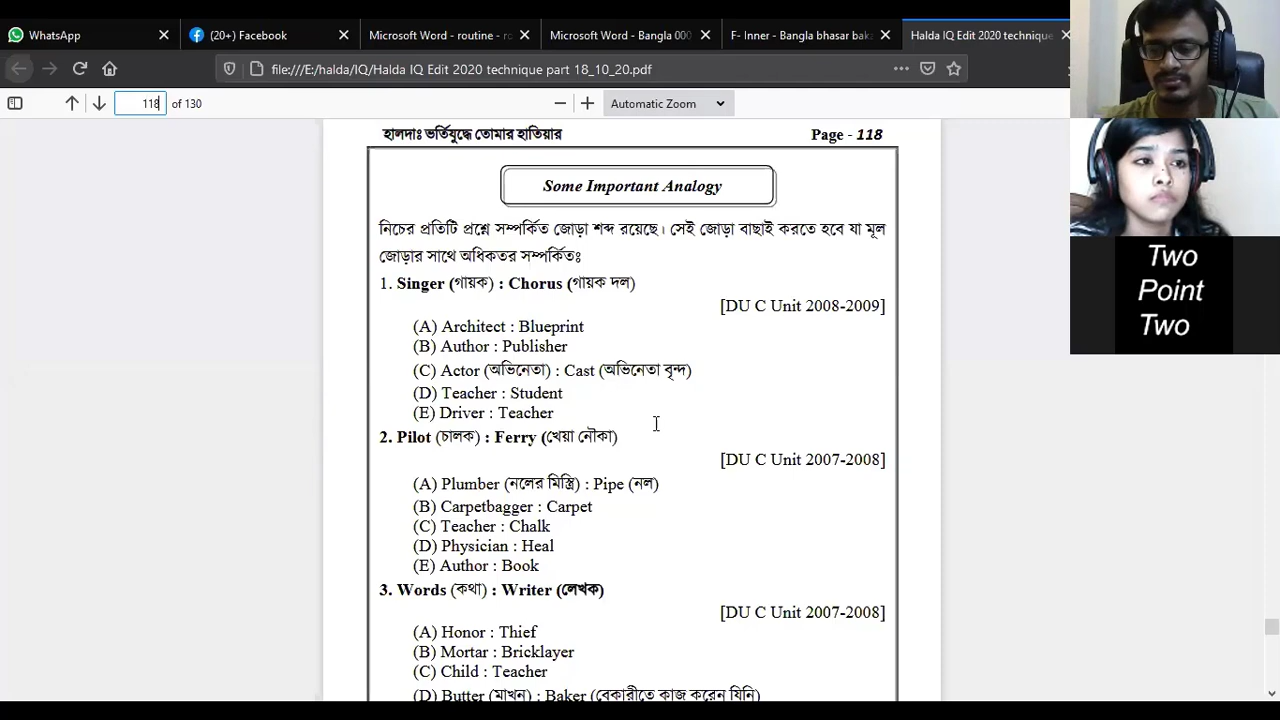 WhatsApp
(20+) Facebook
Microsoft Word - routine - ro
Microsoft Word - Bangla 000
F- Inner - Bangla bhasar bak
Halda IQ Edit 2020 technique
file:///E:/halda/IQ/Halda IQ Edit 2020 technique part 18_10_20.pdf
118 of 130
Automatic Zoom
হালদাঃ ভর্তিযুদ্ধে তোমার হাতিয়ার Page - 118
Some Important Analogy
নিচের প্রতিটি প্রশ্নে সম্পর্কিত জোড়া শব্দ রয়েছে। সেই জোড়া বাছাই করতে হবে যা মূল
জোড়ার সাথে অধিকতর সম্পর্কিতঃ
1. Singer (গায়ক) : Chorus (গায়ক দল)
[DU C Unit 2008-2009]
(A) Architect : Blueprint
(B) Author : Publisher
(C) Actor (অভিনেতা) : Cast (অভিনেতা বৃন্দ)
(D) Teacher : Student
(E) Driver : Teacher
2. Pilot (চালক) : Ferry (খেয়া নৌকা)
[DU C Unit 2007-2008]
(A) Plumber (নলের মিস্ত্রি) : Pipe (নল)
(B) Carpetbagger : Carpet
(C) Teacher : Chalk
(D) Physician : Heal
(E) Author : Book
3. Words (কথা) : Writer (লেখক)
[DU C Unit 2007-2008]
(A) Honor : Thief
(B) Mortar : Bricklayer
(C) Child : Teacher
(D) Butter (মাখন) : Baker (বেকারীতে কাজ করেন যিনি)
Two
Point
Two